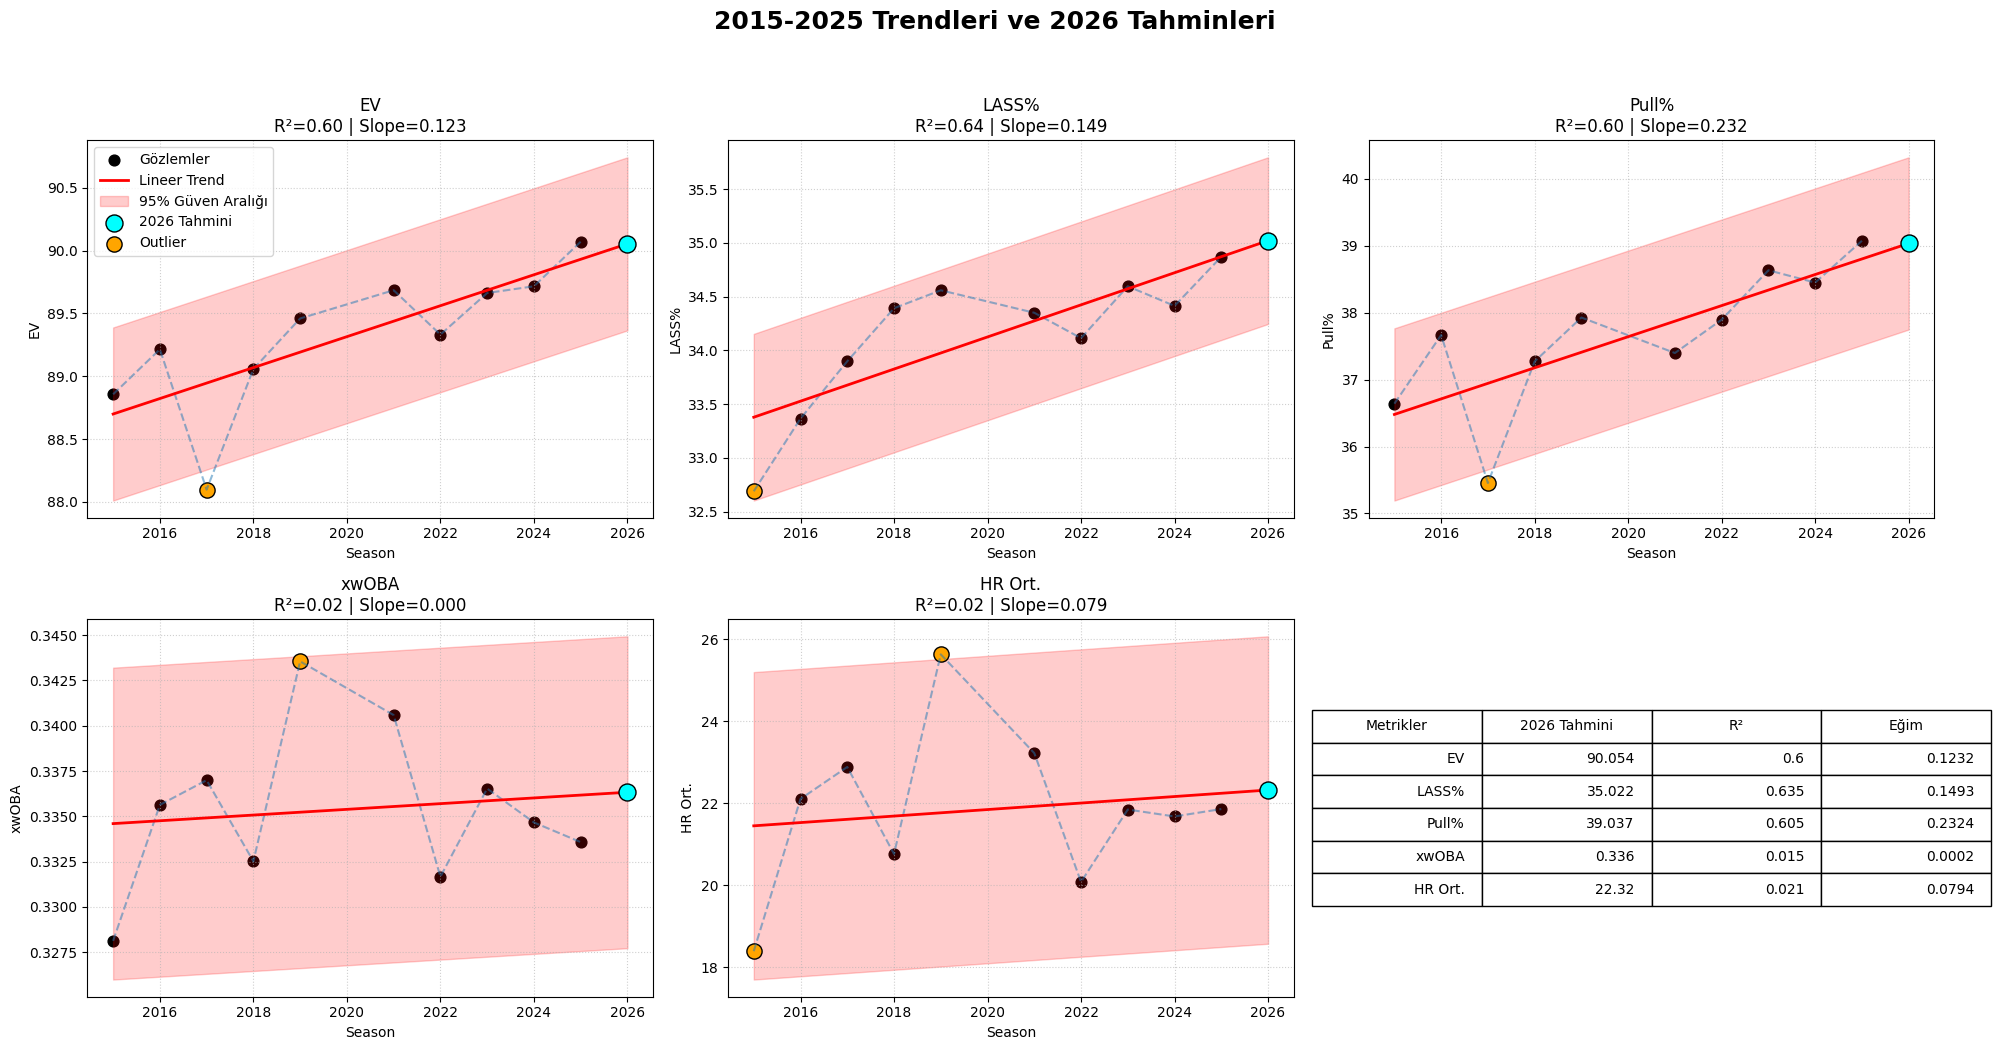 2015-2025 Trendleri ve 2026 Tahminleri
EV
R²=0.60 | Slope=0.123
90.5
90.0
89.5
89.0
88.5
88.0
EV
Gözlemler
Lineer Trend
95% Güven Aralığı
2026 Tahmini
Outlier
2016 2018 2020 2022 2024 2026
Season
LASS%
R²=0.64 | Slope=0.149
35.5
35.0
34.5
34.0
33.5
33.0
32.5
LASS%
2016 2018 2020 2022 2024 2026
Season
Pull%
R²=0.60 | Slope=0.232
40
39
38
37
36
35
Pull%
2016 2018 2020 2022 2024 2026
Season
xwOBA
R²=0.02 | Slope=0.000
0.3450
0.3425
0.3400
0.3375
0.3350
0.3325
0.3300
0.3275
xwOBA
2016 2018 2020 2022 2024 2026
Season
HR Ort.
R²=0.02 | Slope=0.079
26
24
22
20
18
HR Ort.
2016 2018 2020 2022 2024 2026
Season
Metrikler 2026 Tahmini R² Eğim
EV 90.054 0.6 0.1232
LASS% 35.022 0.635 0.1493
Pull% 39.037 0.605 0.2324
xwOBA 0.336 0.015 0.0002
HR Ort. 22.32 0.021 0.0794